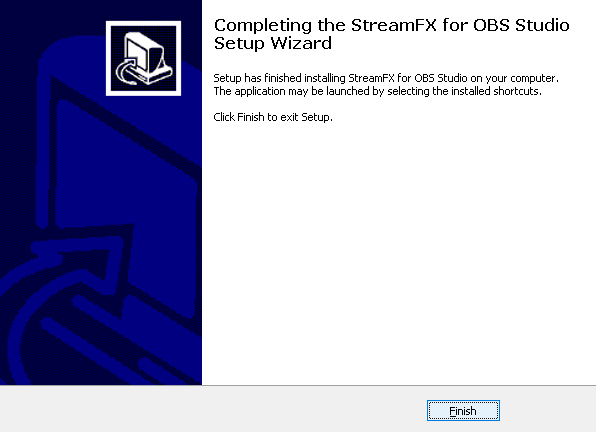 Completing the StreamFX for OBS Studio
Setup Wizard
Setup has finished installing StreamFX for OBS Studio on your computer.
The application may be launched by selecting the installed shortcuts.
Click Finish to exit Setup.
Finish